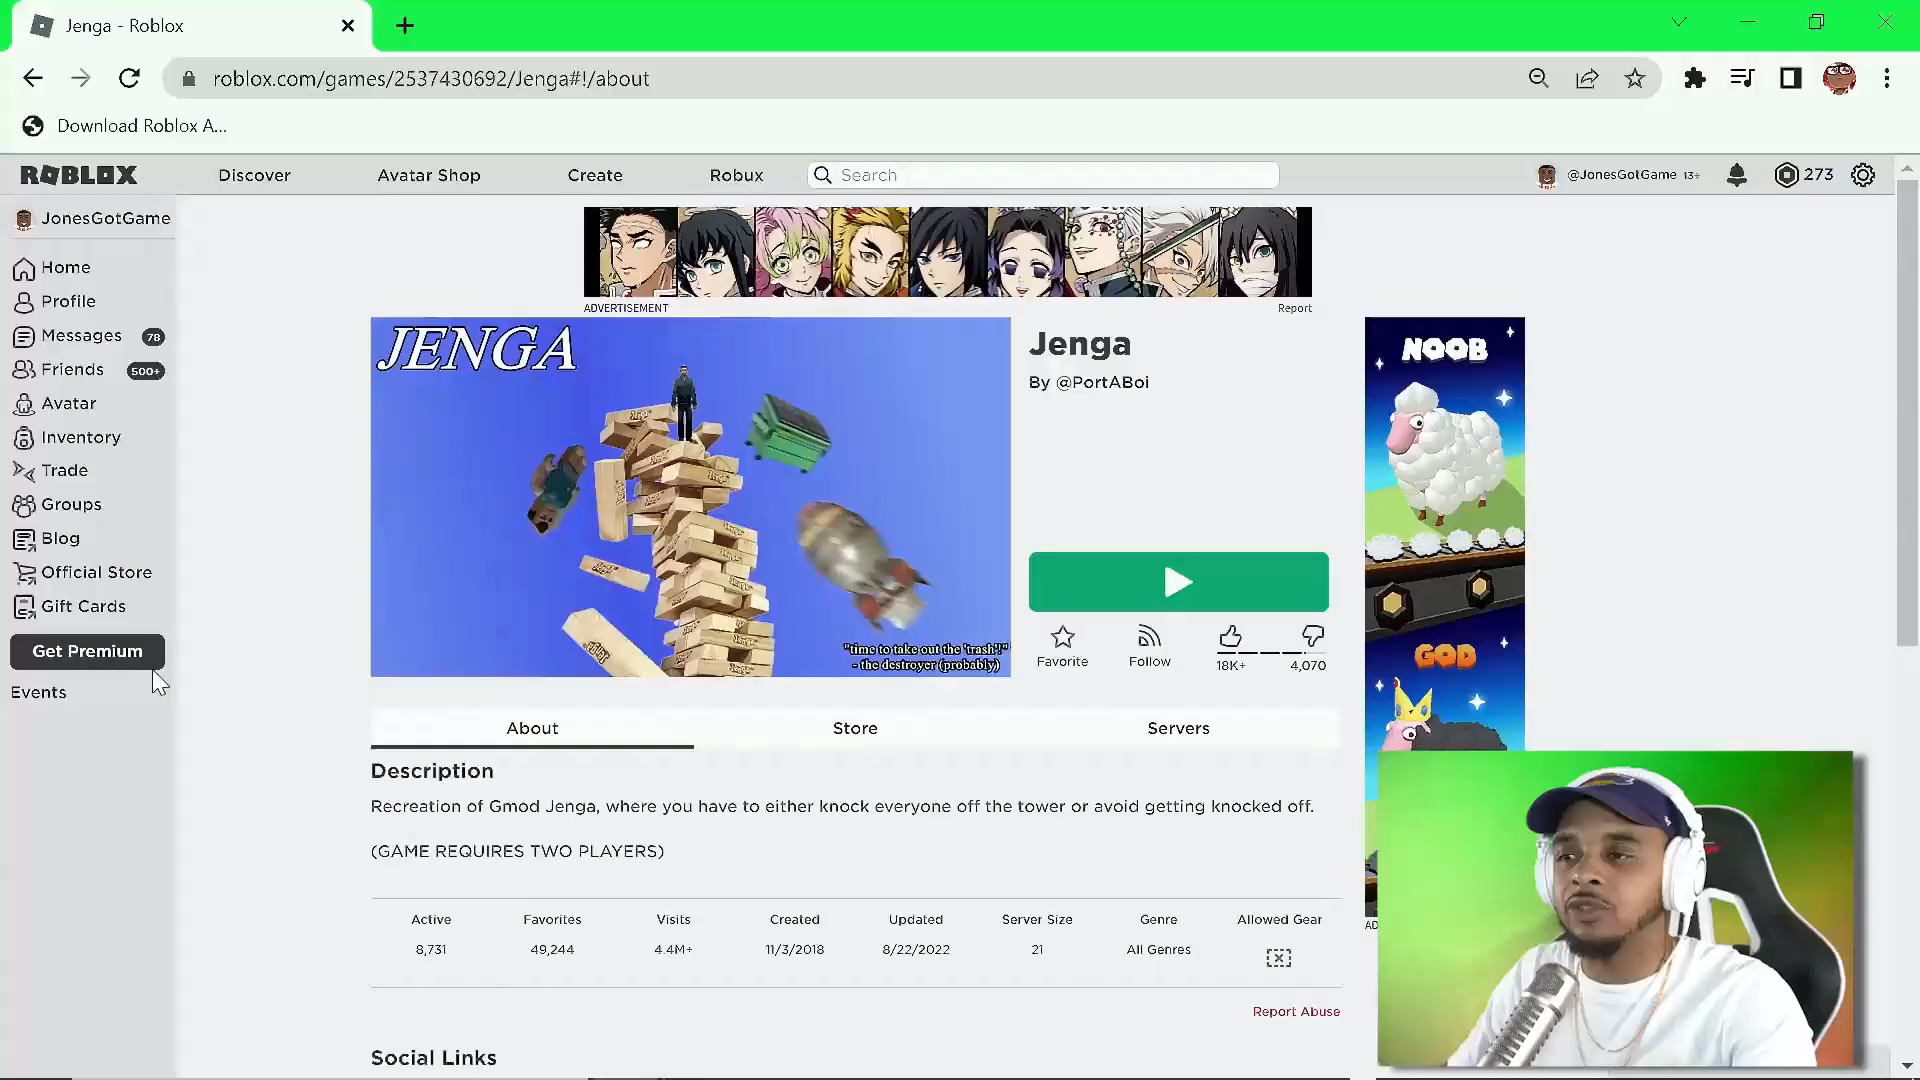 Jenga - Roblox
roblox.com/games/2537430692/Jenga#!/about
Download Roblox A...
ROBLOX
Discover
Avatar Shop
Create
Robux
Search
@JonesGotGame 13+
273
JonesGotGame
Home
Profile
Messages 78
Friends 500+
Avatar
Inventory
Trade
Groups
Blog
Official Store
Gift Cards
Get Premium
Events
ADVERTISEMENT
Report
JENGA
"time to take out the 'trash'!"
- the destroyer (probably)
Jenga
By @PortABoi
Favorite
Follow
18K+
4,070
NOOB
GOD
AD
About
Store
Servers
Description
Recreation of Gmod Jenga, where you have to either knock everyone off the tower or avoid getting knocked off.
(GAME REQUIRES TWO PLAYERS)
Active Favorites Visits Created Updated Server Size Genre Allowed Gear
8,731 49,244 4.4M+ 11/3/2018 8/22/2022 21 All Genres
Report Abuse
Social Links